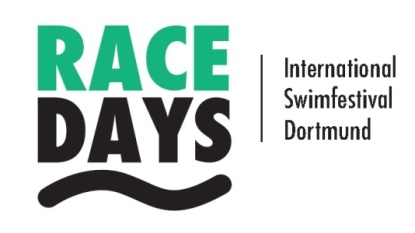 RACE
DAYS
International
Swimfestival
Dortmund